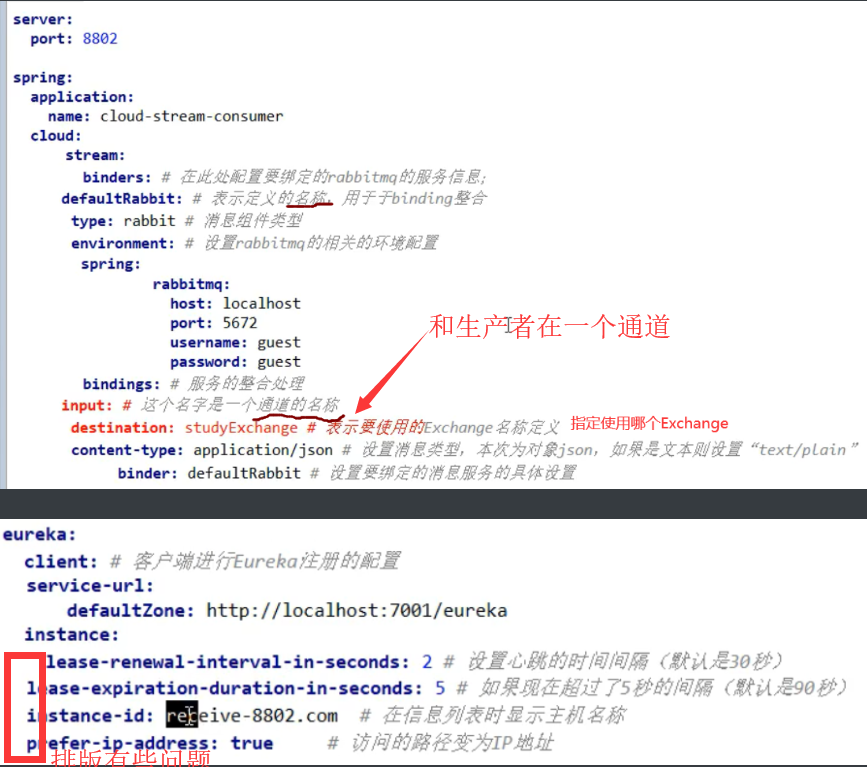 server:
port: 8802
spring:
application:
name: cloud-stream-consumer
cloud:
stream:
binders: # 在此处配置要绑定的rabbitmq的服务信息;
defaultRabbit: # 表示定义的名称，用于于binding整合
type: rabbit # 消息组件类型
environment: # 设置rabbitmq的相关的环境配置
spring:
rabbitmq:
host: localhost
port: 5672
username: guest
password: guest
和生产者在一个通道
bindings: # 服务的整合处理
input: # 这个名字是一个通道的名称
destination: studyExchange # 表示要使用的Exchange名称定义 指定使用哪个Exchange
content-type: application/json # 设置消息类型，本次为对象json，如果是文本则设置“text/plain”
binder: defaultRabbit # 设置要绑定的消息服务的具体设置
eureka:
client: # 客户端进行Eureka注册的配置
service-url:
defaultZone: http://localhost:7001/eureka
instance:
lease-renewal-interval-in-seconds: 2 # 设置心跳的时间间隔（默认是30秒）
lease-expiration-duration-in-seconds: 5 # 如果现在超过了5秒的间隔（默认是90秒）
instance-id: receive-8802.com # 在信息列表时显示主机名称
prefer-ip-address: true # 访问的路径变为IP地址
排版有些问题